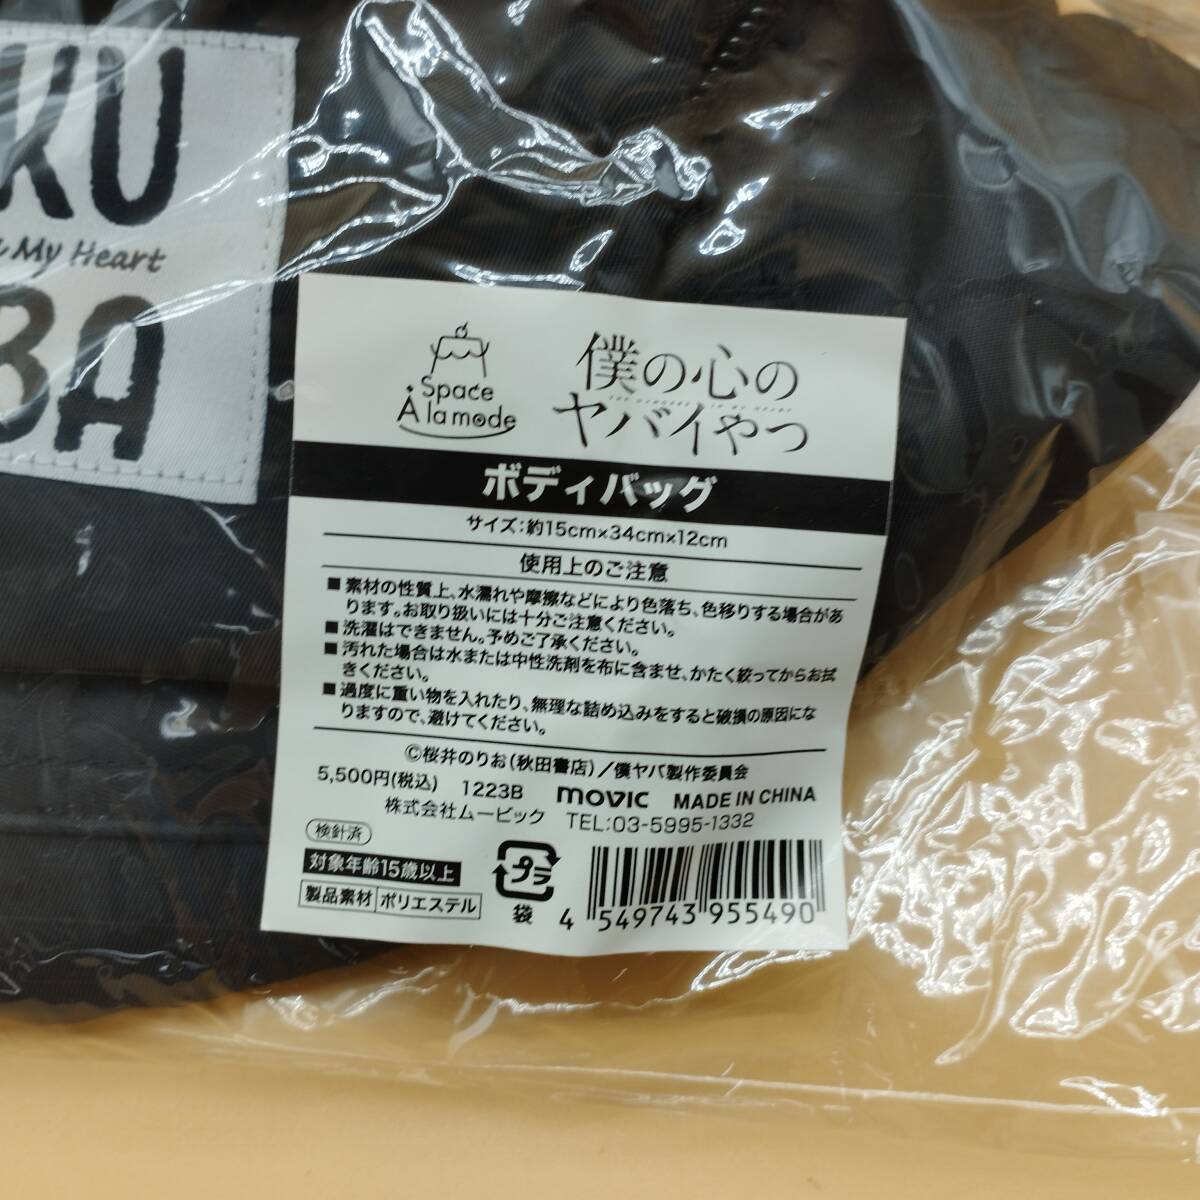 KU
My Heart
BA
Space
À la mode
僕の心の
ヤバイやつ
ボディバッグ
サイズ:約15cm×34cm×12cm
使用上のご注意
■素材の性質上、水濡れや摩擦などにより色落ち、色移りする場合があ
ります。お取り扱いには十分ご注意ください。
■洗濯はできません。予めご了承ください。
■汚れた場合は水または中性洗剤を布に含ませ、かたく絞ってからお拭
きください。
■過度に重い物を入れたり、無理な詰め込みをすると破損の原因にな
りますので、避けてください。
©桜井のりお(秋田書店)/僕ヤバ製作委員会
5,500円(税込) 1223B movic MADE IN CHINA
株式会社ムービック TEL:03-5995-1332
検針済
対象年齢15歳以上
製品素材 ポリエステル
プラ
袋
4 549743 955490